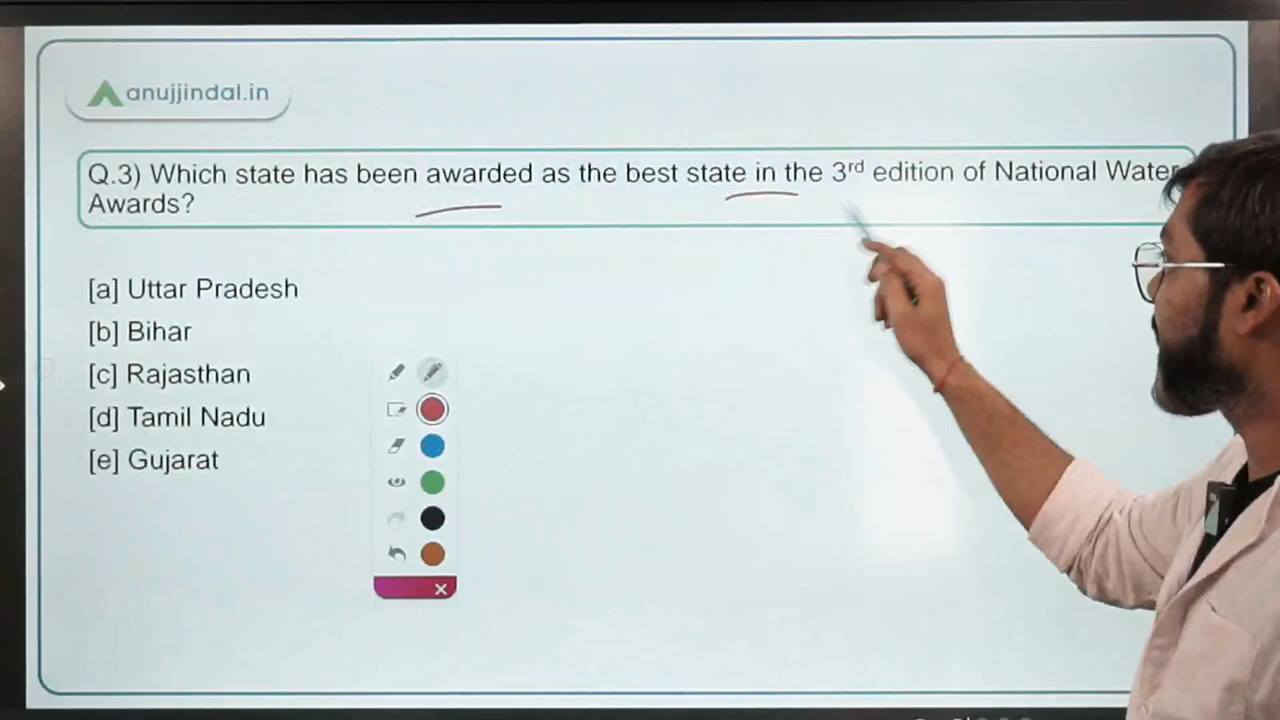 anujjindal.in
Q.3) Which state has been awarded as the best state in the 3rd edition of National Water
Awards?
[a] Uttar Pradesh
[b] Bihar
[c] Rajasthan
[d] Tamil Nadu
[e] Gujarat